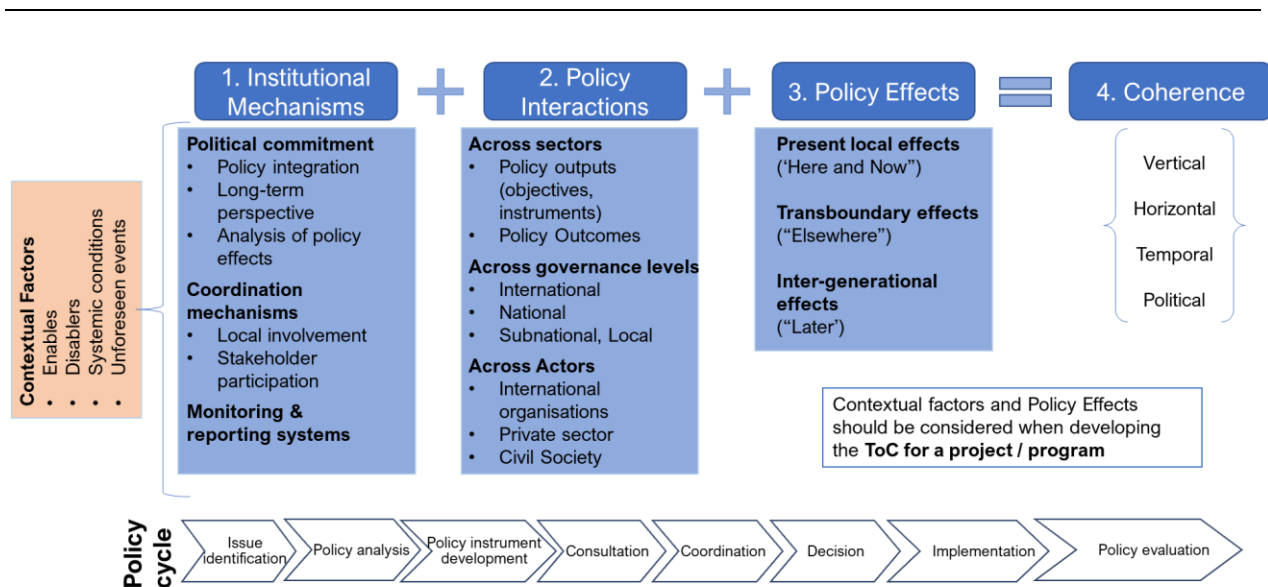 1. Institutional
Mechanisms
2. Policy
Interactions
3. Policy Effects
4. Coherence
Contextual Factors
• Enables
• Disablers
• Systemic conditions
• Unforeseen events
Political commitment
• Policy integration
• Long-term
perspective
• Analysis of policy
effects
Coordination
mechanisms
• Local involvement
• Stakeholder
participation
Monitoring &
reporting systems
Across sectors
• Policy outputs
(objectives,
instruments)
• Policy Outcomes
Across governance levels
• International
• National
• Subnational, Local
Across Actors
• International
organisations
• Private sector
• Civil Society
Present local effects
(‘Here and Now”)
Transboundary effects
(“Elsewhere”)
Inter-generational
effects
(“Later’)
Vertical
Horizontal
Temporal
Political
Contextual factors and Policy Effects
should be considered when developing
the ToC for a project / program
Policy
cycle
Issue
identification
Policy analysis
Policy instrument
development
Consultation
Coordination
Decision
Implementation
Policy evaluation